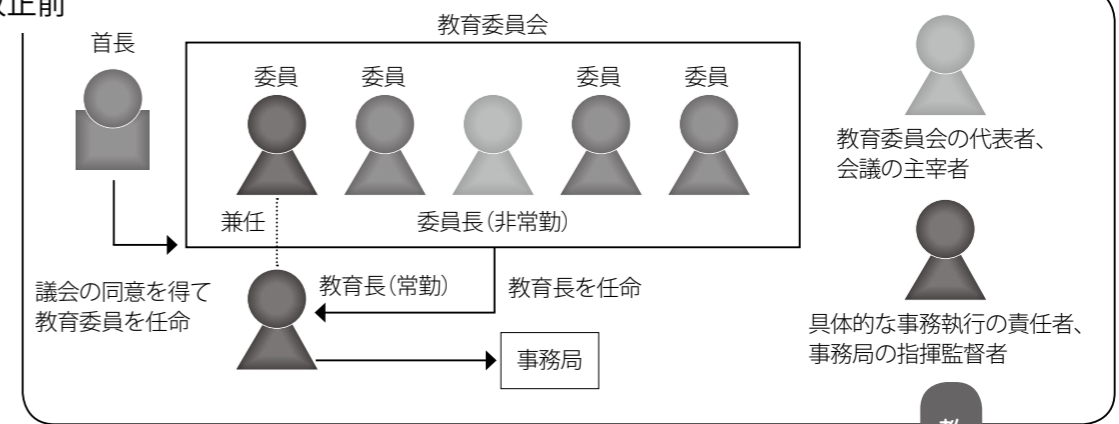 改正前
教育委員会
首長
委員
委員
委員
委員
兼任
委員長（非常勤）
議会の同意を得て
教育委員を任命
教育長（常勤）
教育長を任命
事務局
教育委員会の代表者、
会議の主宰者
具体的な事務執行の責任者、
事務局の指揮監督者